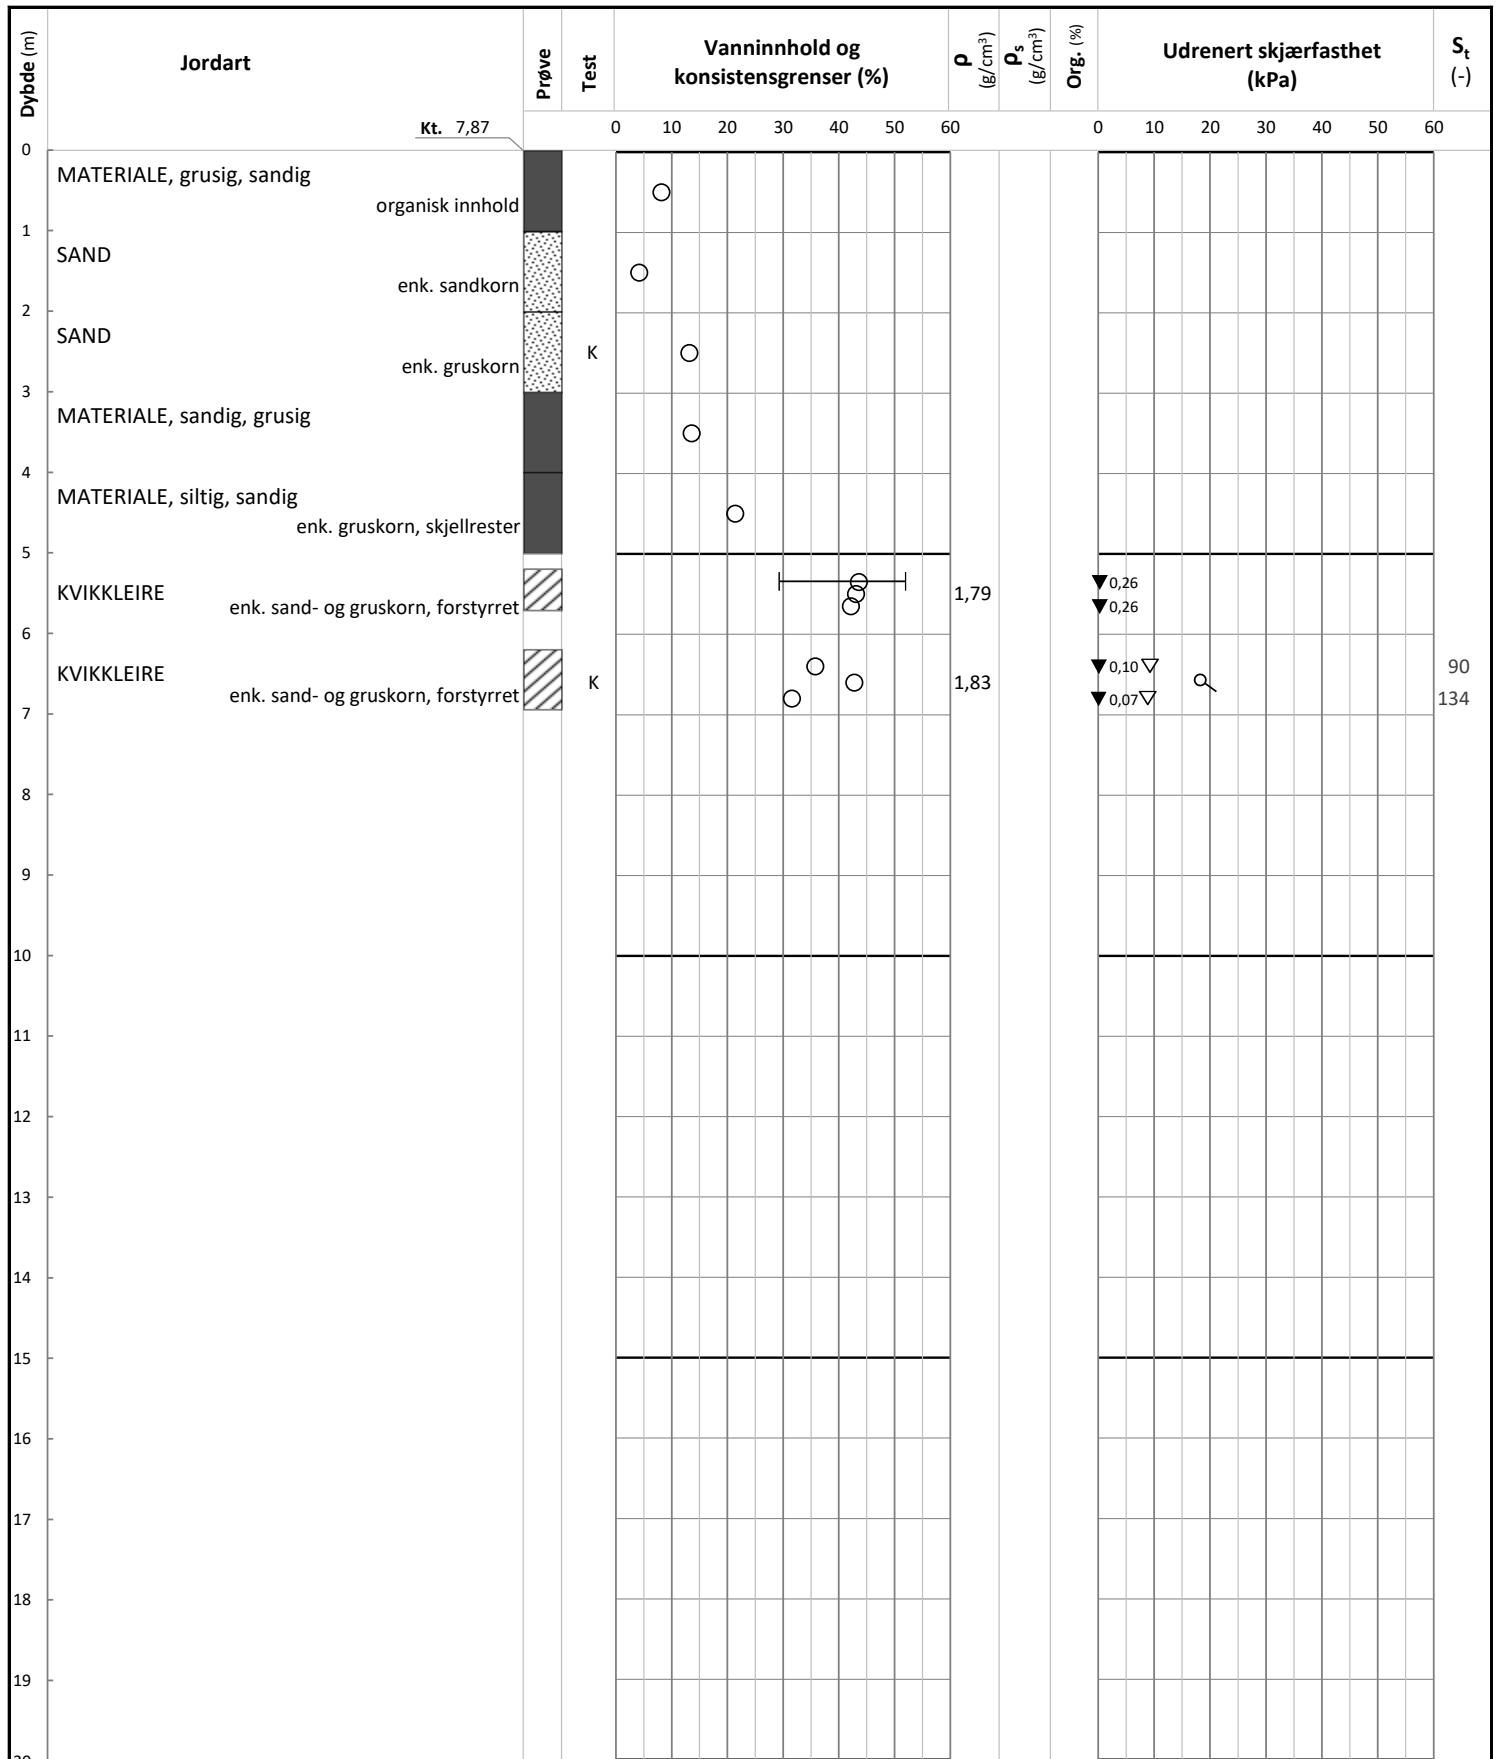 Dybde (m)
Jordart
Prøve
Test
Vanninnhold og
konsistensgrenser (%)
ρ
(g/cm³)
ρs
(g/cm³)
Org. (%)
Udrenert skjærfasthet
(kPa)
St
(-)
Kt. 7,87
0 10 20 30 40 50 60
0 10 20 30 40 50 60
0
MATERIALE, grusig, sandig
organisk innhold
1
SAND
enk. sandkorn
2
SAND
K
enk. gruskorn
3
MATERIALE, sandig, grusig
4
MATERIALE, siltig, sandig
enk. gruskorn, skjellrester
5
0,26
KVIKKLEIRE
1,79
enk. sand- og gruskorn, forstyrret
0,26
6
0,10
90
KVIKKLEIRE
K
1,83
enk. sand- og gruskorn, forstyrret
0,07
134
7
8
9
10
11
12
13
14
15
16
17
18
19